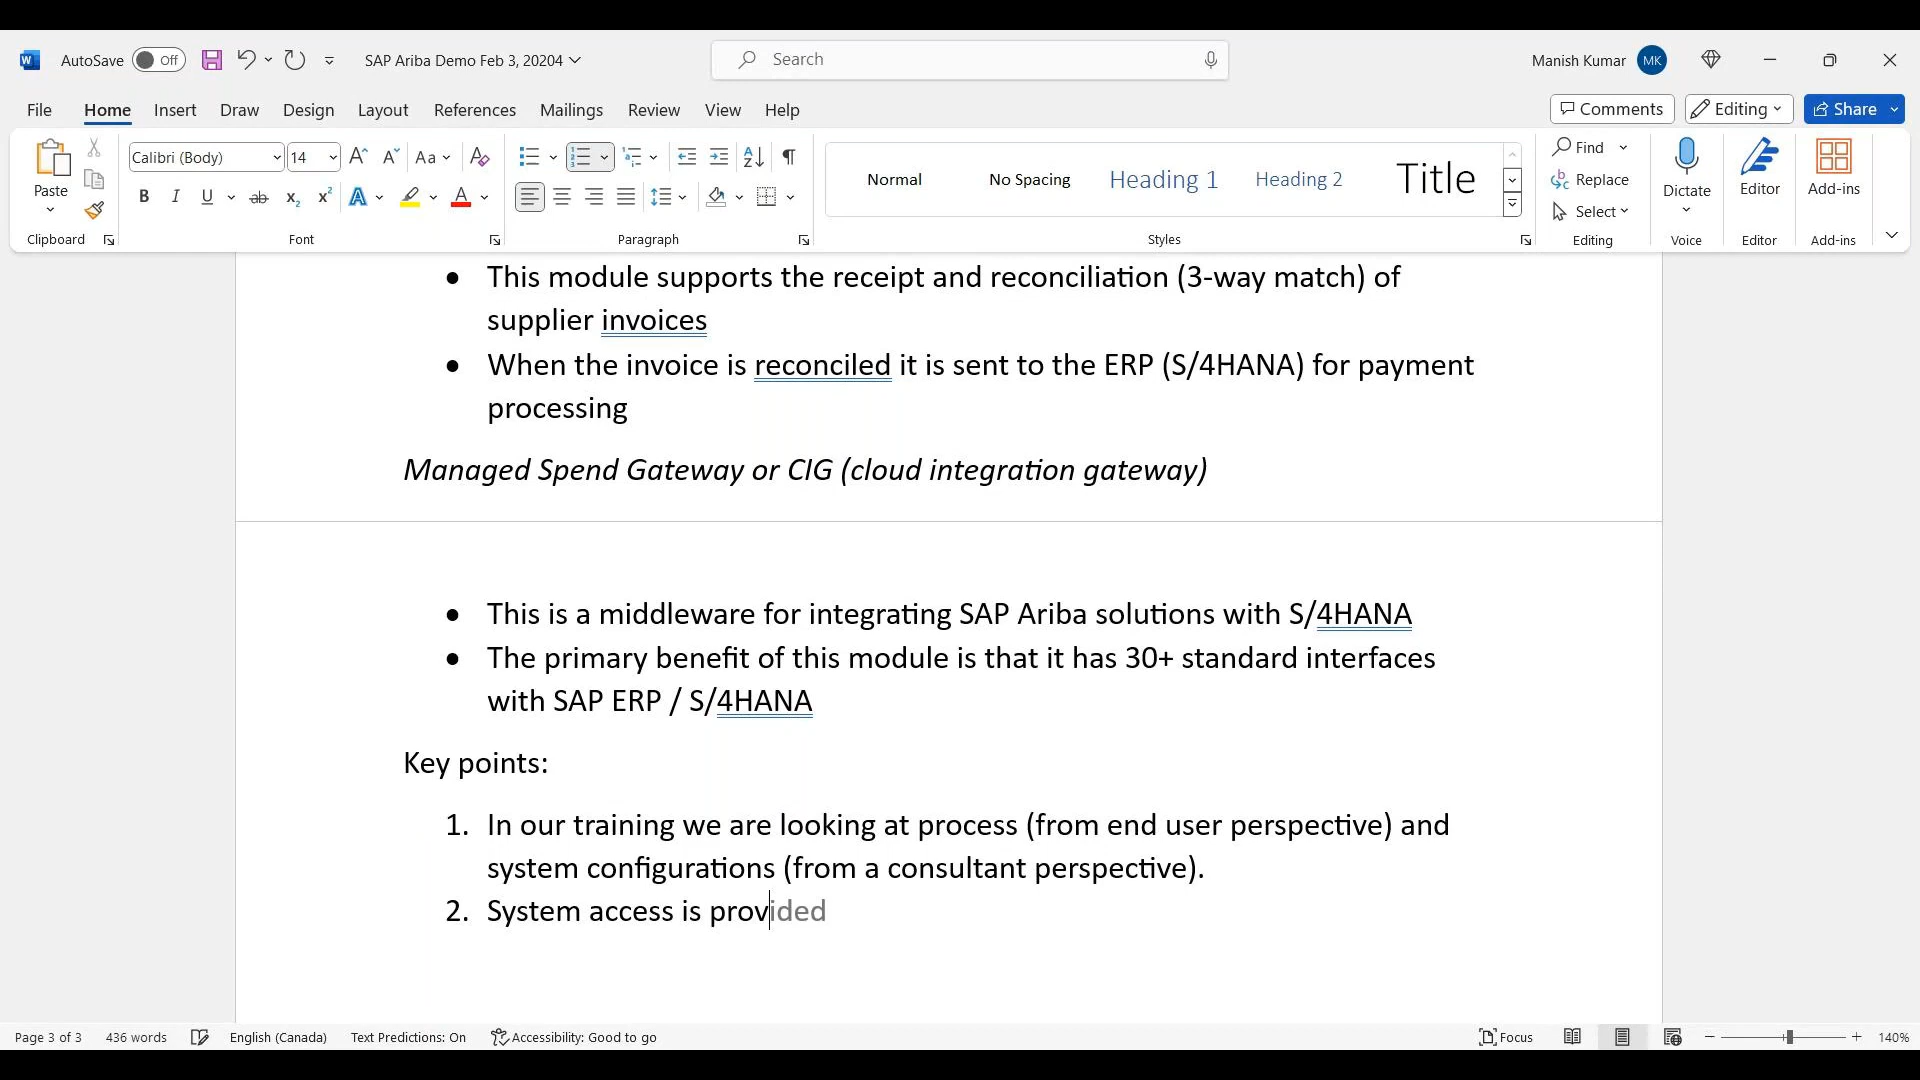 AutoSave Off SAP Ariba Demo Feb 3, 20204 Search Manish Kumar MK
File Home Insert Draw Design Layout References Mailings Review View Help Comments Editing Share
Paste Calibri (Body) 14 Normal No Spacing Heading 1 Heading 2 Title Find Replace Select Dictate Editor Add-ins
Clipboard Font Paragraph Styles Editing Voice Editor Add-ins
• This module supports the receipt and reconciliation (3-way match) of
supplier invoices
• When the invoice is reconciled it is sent to the ERP (S/4HANA) for payment
processing
Managed Spend Gateway or CIG (cloud integration gateway)
• This is a middleware for integrating SAP Ariba solutions with S/4HANA
• The primary benefit of this module is that it has 30+ standard interfaces
with SAP ERP / S/4HANA
Key points:
1. In our training we are looking at process (from end user perspective) and
system configurations (from a consultant perspective).
2. System access is provided
Page 3 of 3 436 words English (Canada) Text Predictions: On Accessibility: Good to go Focus 140%